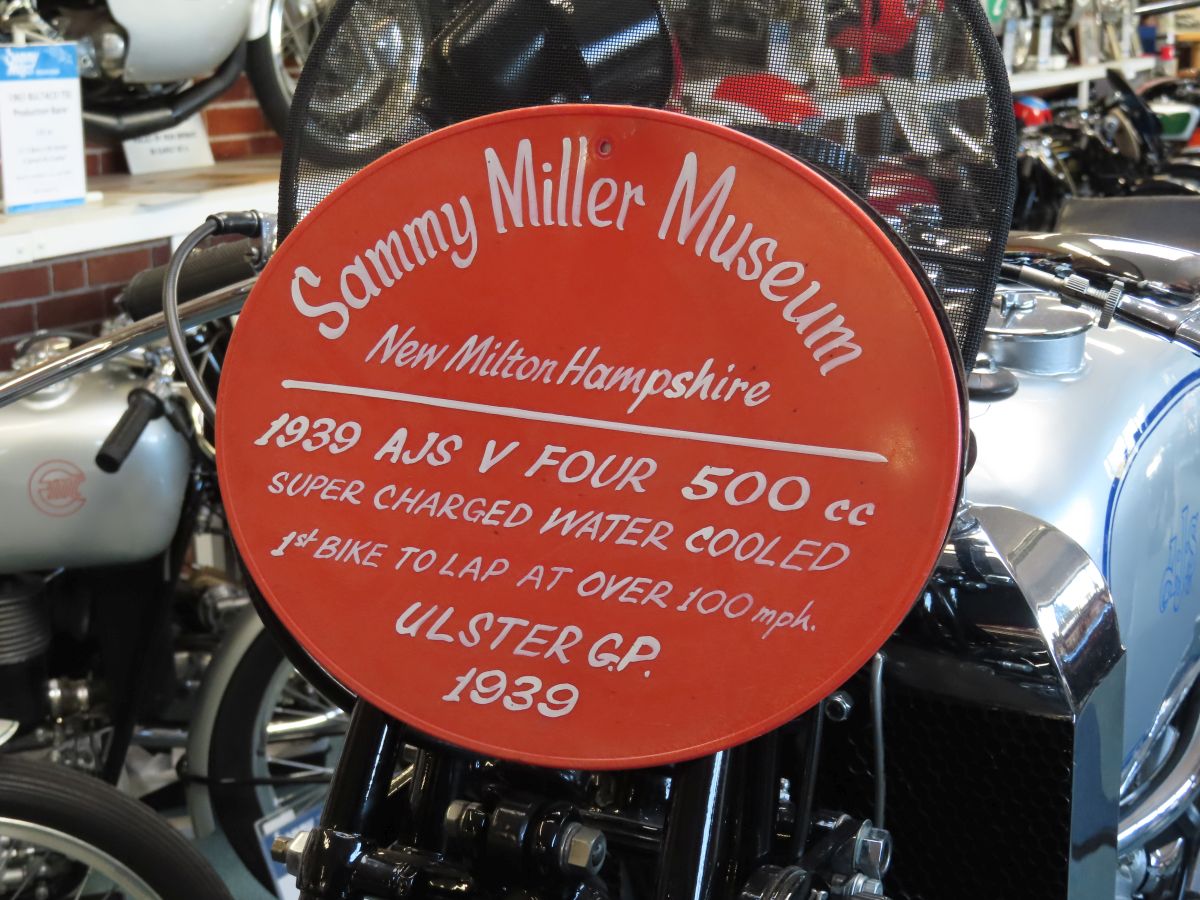 Sammy Miller Museum
New Milton Hampshire
1939 AJS V FOUR 500 cc
SUPER CHARGED WATER COOLED
1st BIKE TO LAP AT OVER 100 mph.
ULSTER G.P.
1939